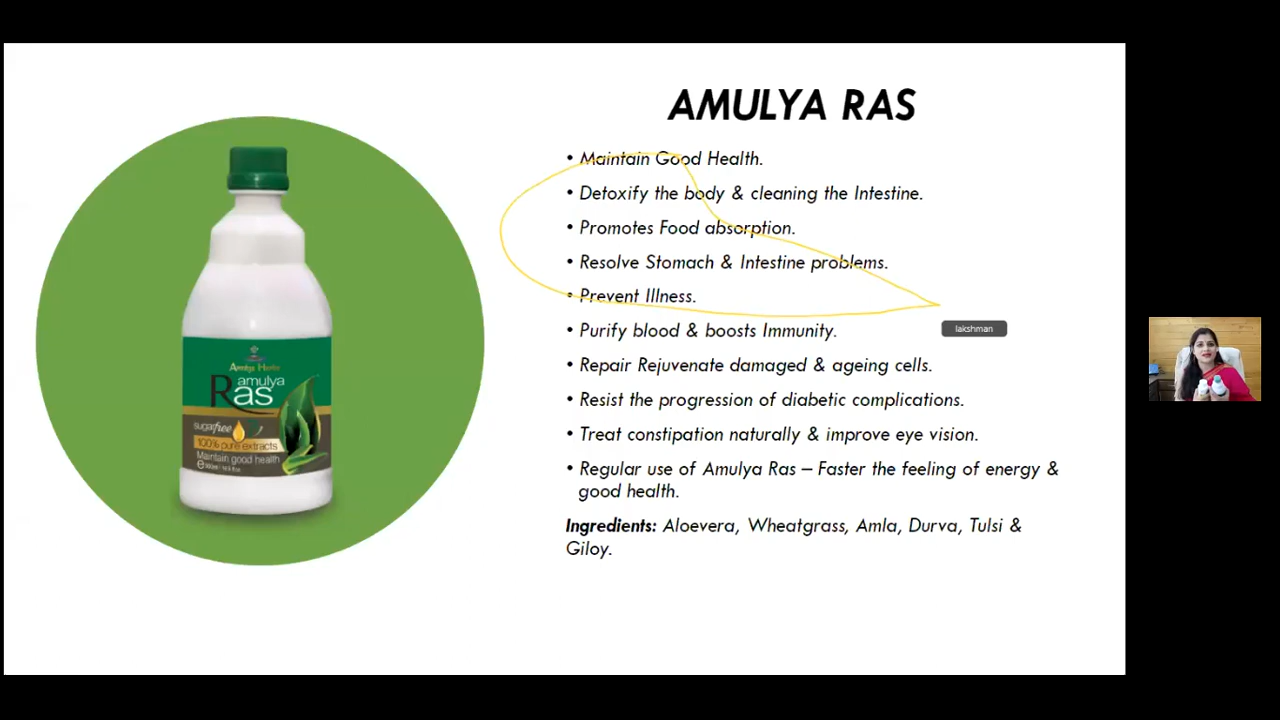 AMULYA RAS
• Maintain Good Health.
• Detoxify the body & cleaning the Intestine.
• Promotes Food absorption.
• Resolve Stomach & Intestine problems.
• Prevent Illness.
lakshman
• Purify blood & boosts Immunity.
• Repair Rejuvenate damaged & ageing cells.
• Resist the progression of diabetic complications.
• Treat constipation naturally & improve eye vision.
• Regular use of Amulya Ras – Faster the feeling of energy &
good health.
Ingredients: Aloevera, Wheatgrass, Amla, Durva, Tulsi &
Giloy.
Amulya Herbs
amulya
Ras
sugarfree
100% pure extracts
Maintain good health